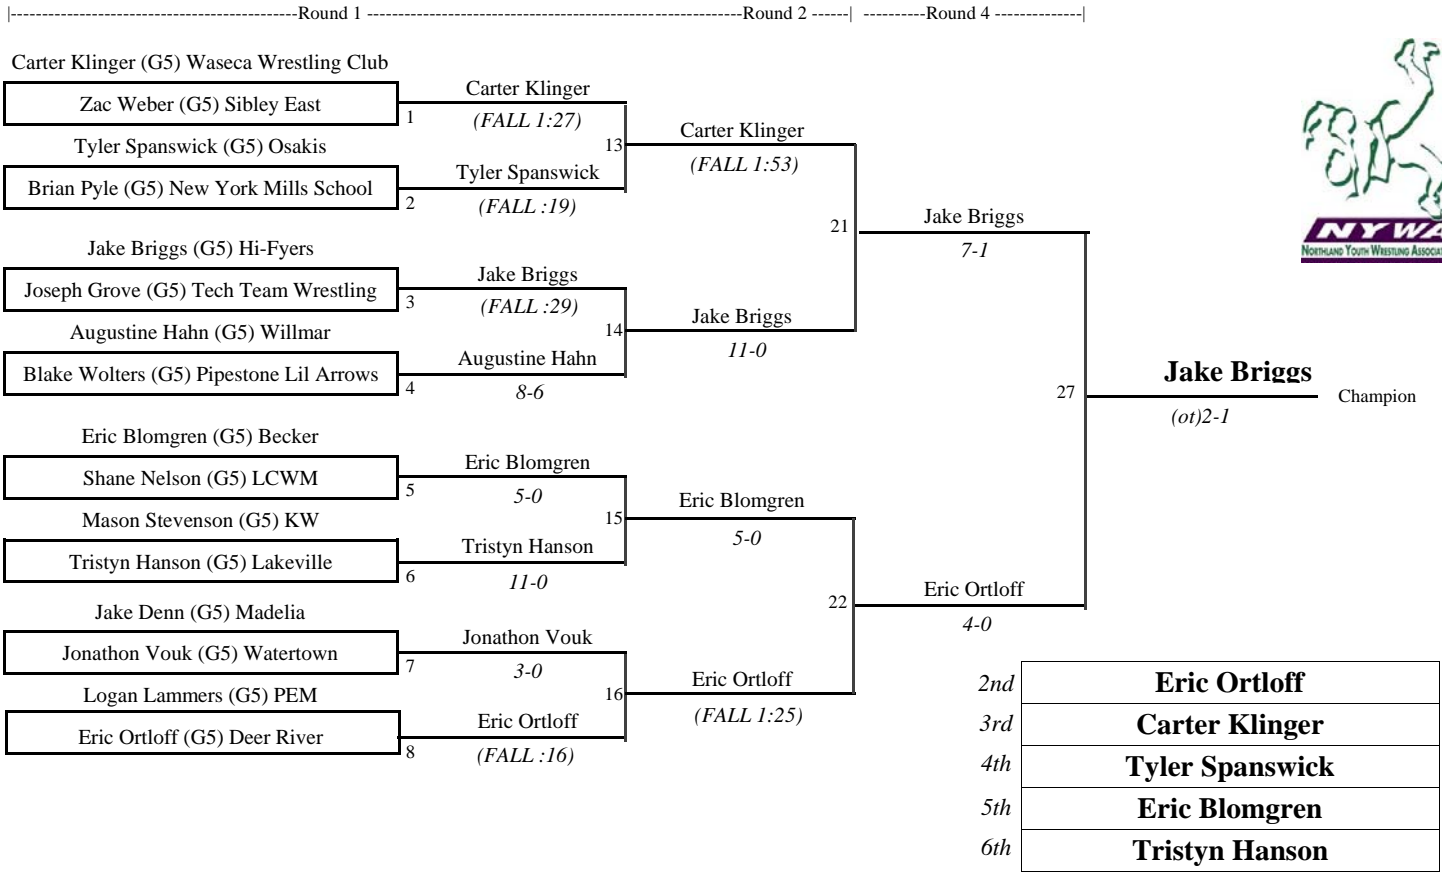 |----------------------------------------------Round 1 ------------------------------------------------------------Round 2 ------| ----------Round 4 --------------|
Carter Klinger (G5) Waseca Wrestling Club
Zac Weber (G5) Sibley East
1
Carter Klinger
(FALL 1:27)
Tyler Spanswick (G5) Osakis
Brian Pyle (G5) New York Mills School
2
Tyler Spanswick
(FALL :19)
13
Carter Klinger
(FALL 1:53)
Jake Briggs (G5) Hi-Fyers
Joseph Grove (G5) Tech Team Wrestling
3
Jake Briggs
(FALL :29)
Augustine Hahn (G5) Willmar
Blake Wolters (G5) Pipestone Lil Arrows
4
Augustine Hahn
8-6
14
Jake Briggs
11-0
21
Jake Briggs
7-1
Eric Blomgren (G5) Becker
Shane Nelson (G5) LCWM
5
Eric Blomgren
5-0
Mason Stevenson (G5) KW
Tristyn Hanson (G5) Lakeville
6
Tristyn Hanson
11-0
15
Eric Blomgren
5-0
Jake Denn (G5) Madelia
Jonathon Vouk (G5) Watertown
7
Jonathon Vouk
3-0
Logan Lammers (G5) PEM
Eric Ortloff (G5) Deer River
8
Eric Ortloff
(FALL :16)
16
Eric Ortloff
(FALL 1:25)
22
Eric Ortloff
4-0
27
Jake Briggs
(ot)2-1
Champion
NYWA
Northland Youth Wrestling
2nd Eric Ortloff
3rd Carter Klinger
4th Tyler Spanswick
5th Eric Blomgren
6th Tristyn Hanson